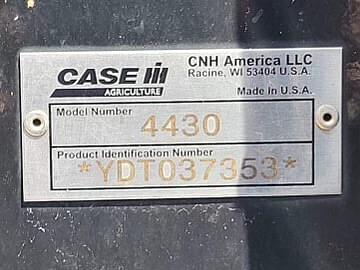 CASE IH
AGRICULTURE
CNH America LLC
Racine, WI 53404 U.S.A.
Made in U.S.A.
Model Number
4430
Product Identification Number
*YDT037353*